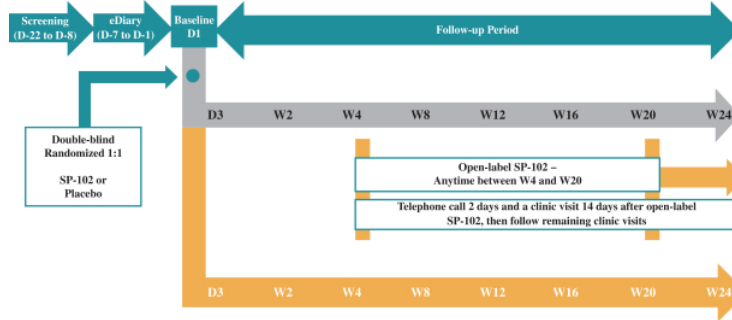 Screening
(D-22 to D-8)
eDiary
(D-7 to D-1)
Baseline
D1
Follow-up Period
D3 W2 W4 W8 W12 W16 W20 W24
Double-blind
Randomized 1:1
SP-102 or
Placebo
Open-label SP-102 –
Anytime between W4 and W20
Telephone call 2 days and a clinic visit 14 days after open-label
SP-102, then follow remaining clinic visits
D3 W2 W4 W8 W12 W16 W20 W24